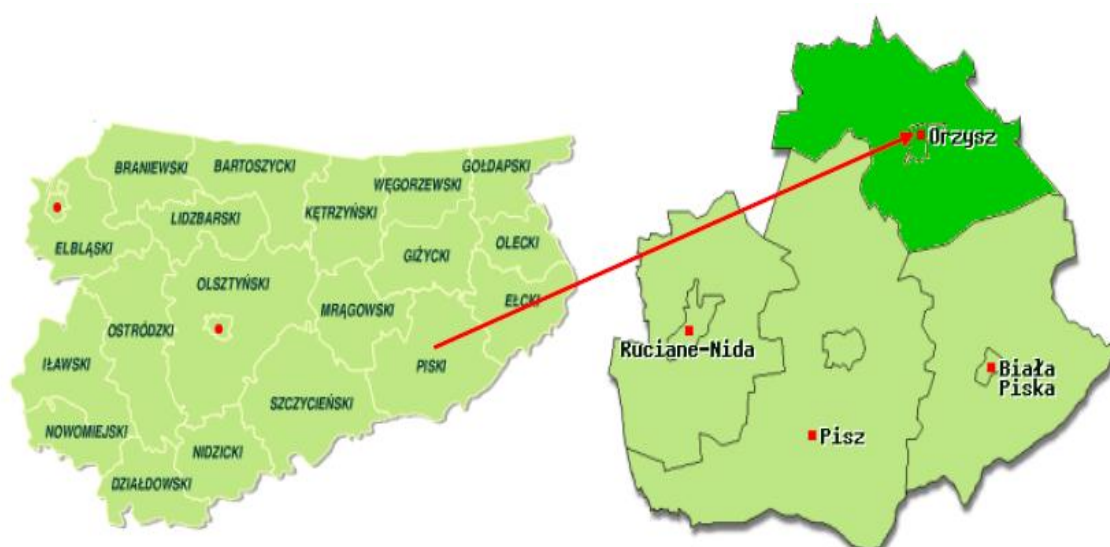 BRANIEWSKI
BARTOSZYCKI
GOŁDAPSKI
WĘGORZEWSKI
KĘTRZYŃSKI
LIDZBARSKI
ELBLĄSKI
OLECKI
GIŻYCKI
OLSZTYŃSKI
EŁCKI
MRĄGOWSKI
OSTRÓDZKI
IŁAWSKI
PISKI
SZCZYCIEŃSKI
NOWOMIEJSKI
NIDZICKI
DZIAŁDOWSKI
Orzysz
Ruciane-Nida
Biała
Piska
Pisz